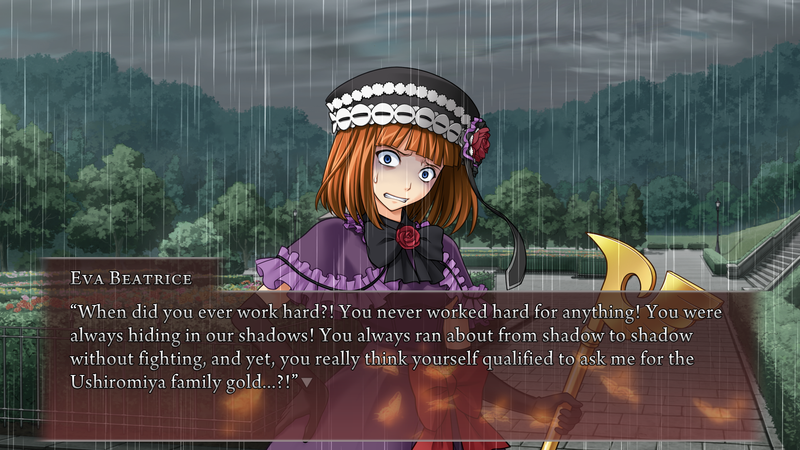 Eva Beatrice
“When did you ever work hard?! You never worked hard for anything! You were
always hiding in our shadows! You always ran about from shadow to shadow
without fighting, and yet, you really think yourself qualified to ask me for the
Ushiromiya family gold...?!”